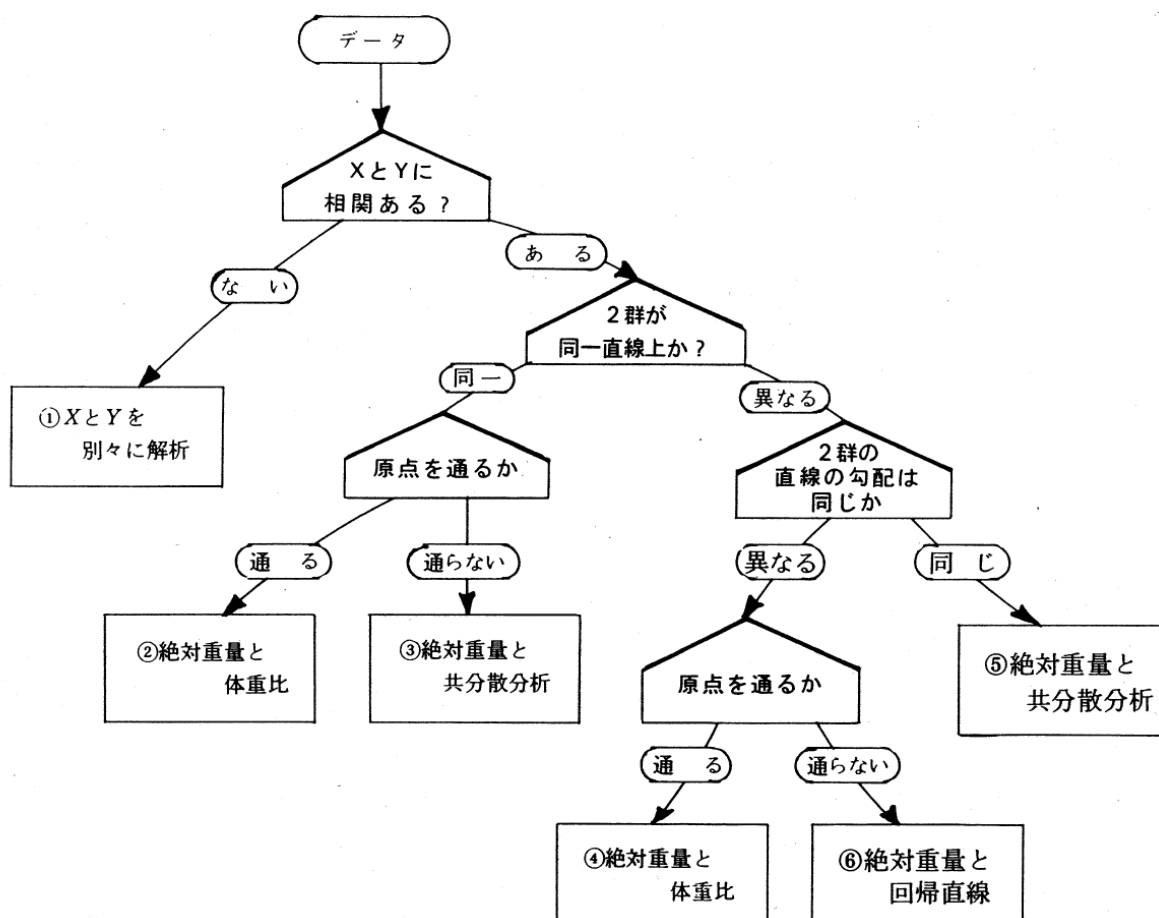 データ
XとYに
相関ある？
ある
ない
2群が
同一直線上か？
同一
異なる
①XとYを
別々に解析
原点を通るか
2群の
直線の勾配は
同じか
通る
通らない
異なる
同じ
②絶対重量と
体重比
③絶対重量と
共分散分析
原点を通るか
⑤絶対重量と
共分散分析
通る
通らない
④絶対重量と
体重比
⑥絶対重量と
回帰直線